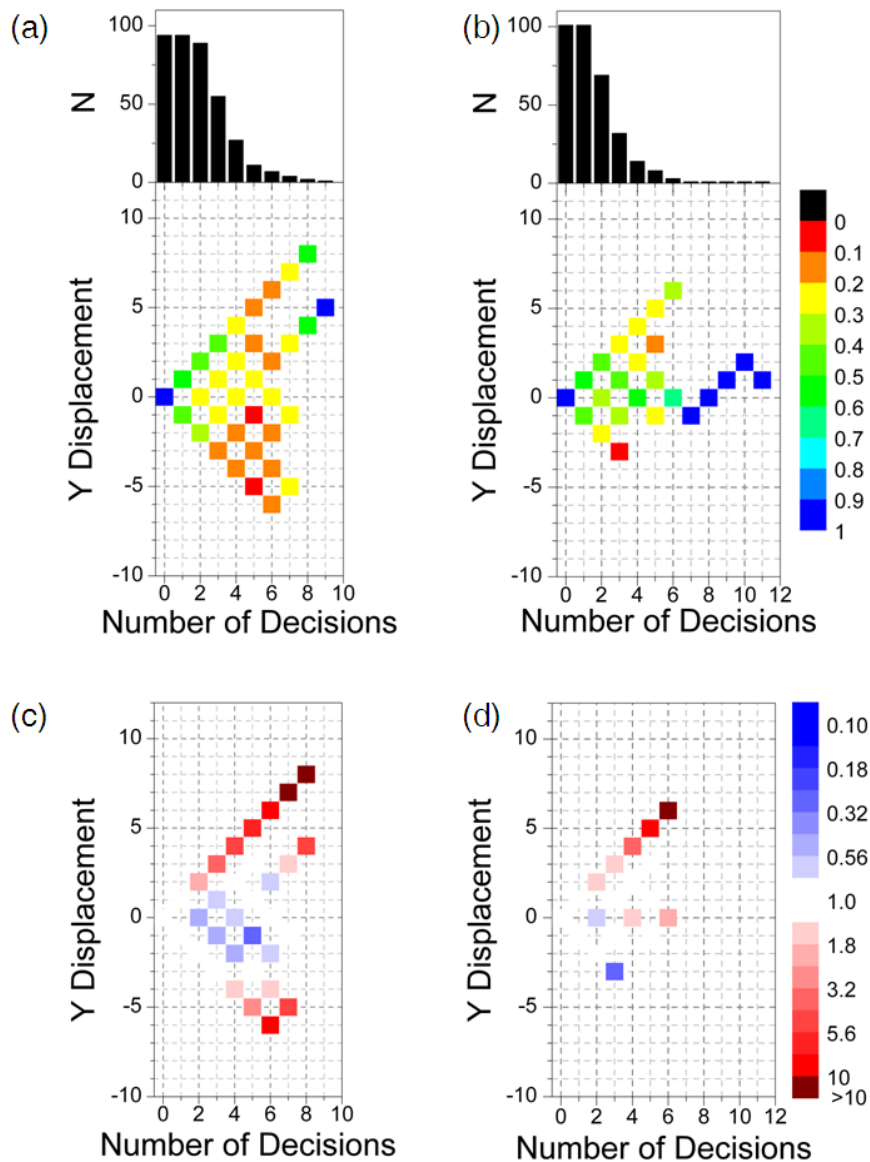 (a)
100
50
0
N
10
5
0
-5
-10
Y Displacement
0 2 4 6 8 10
Number of Decisions
(b)
100
50
0
N
10
5
0
-5
-10
Y Displacement
0 2 4 6 8 10 12
Number of Decisions
0
0.1
0.2
0.3
0.4
0.5
0.6
0.7
0.8
0.9
1
(c)
10
5
0
-5
-10
Y Displacement
0 2 4 6 8 10
Number of Decisions
(d)
10
5
0
-5
-10
Y Displacement
0 2 4 6 8 10 12
Number of Decisions
0.10
0.18
0.32
0.56
1.0
1.8
3.2
5.6
10
>10